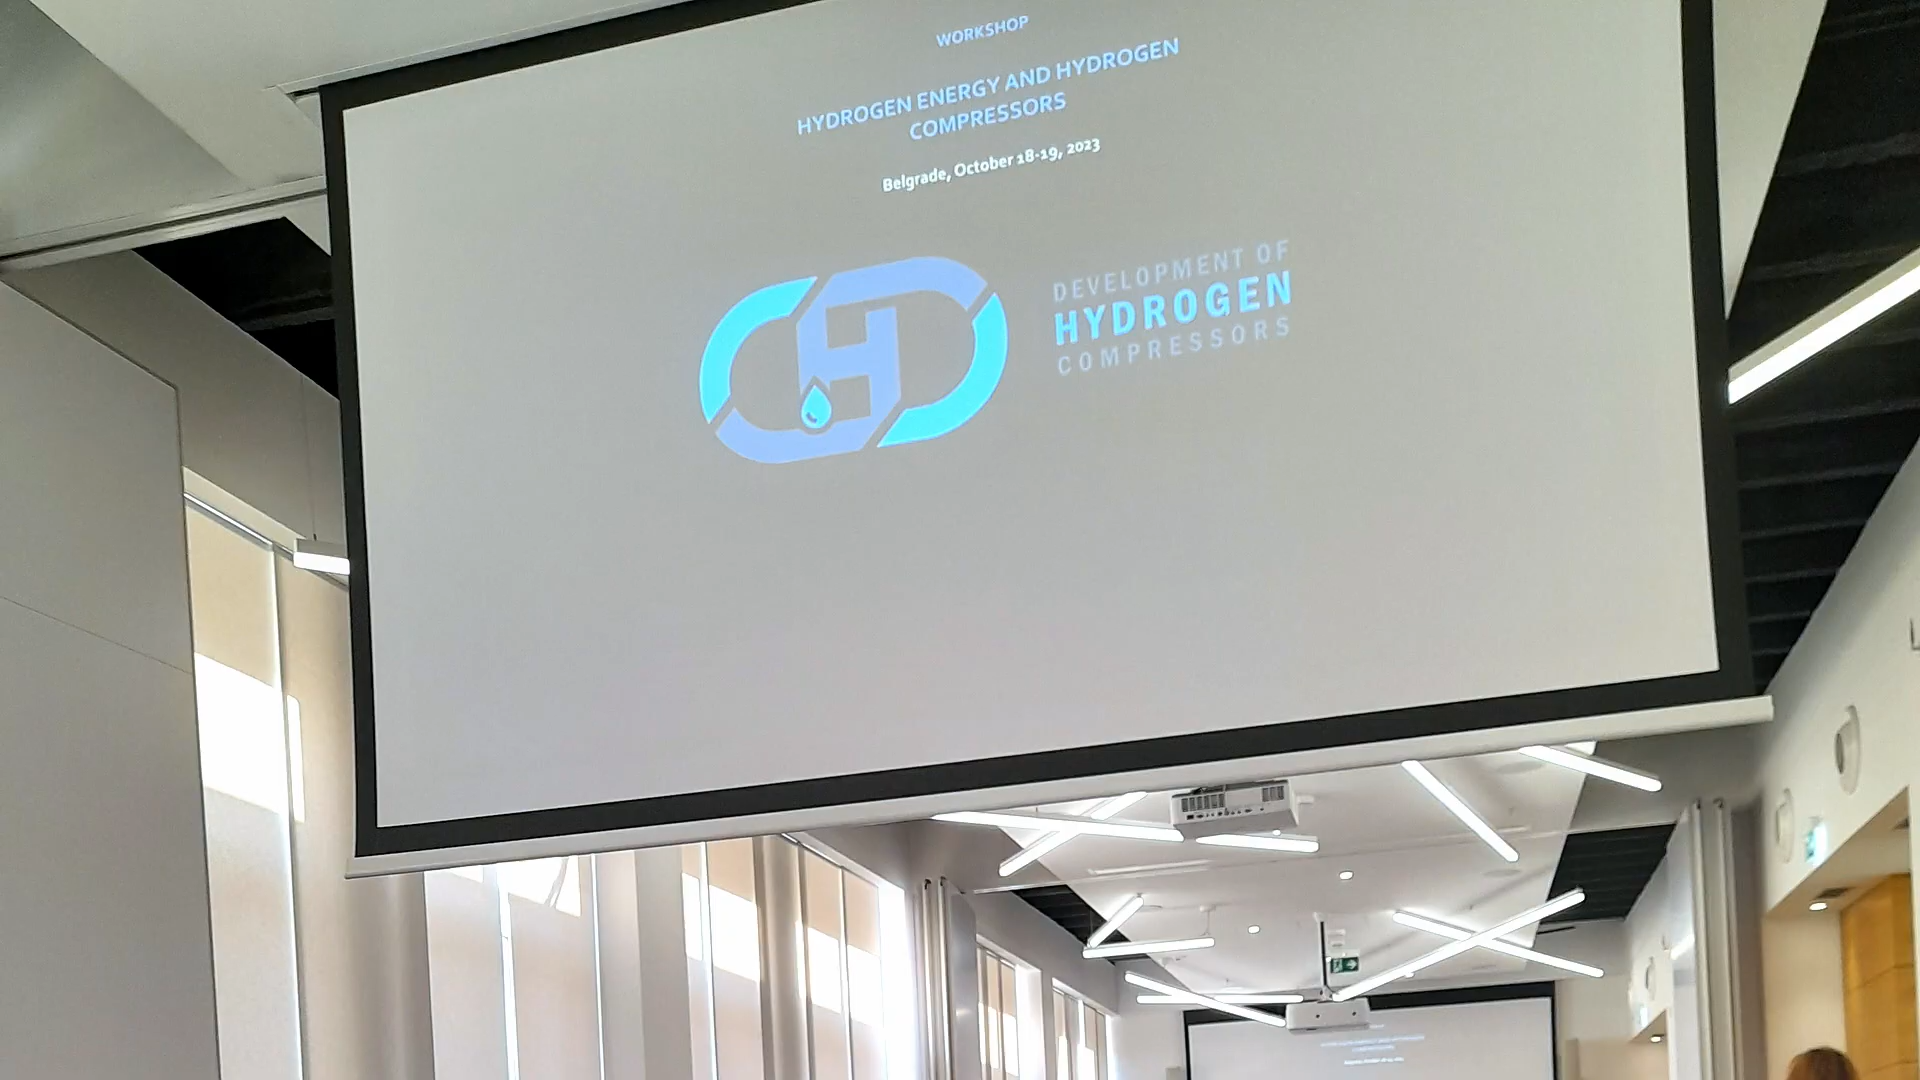 WORKSHOP
HYDROGEN ENERGY AND HYDROGEN
COMPRESSORS
Belgrade, October 18-19, 2023
DEVELOPMENT OF
HYDROGEN
COMPRESSORS